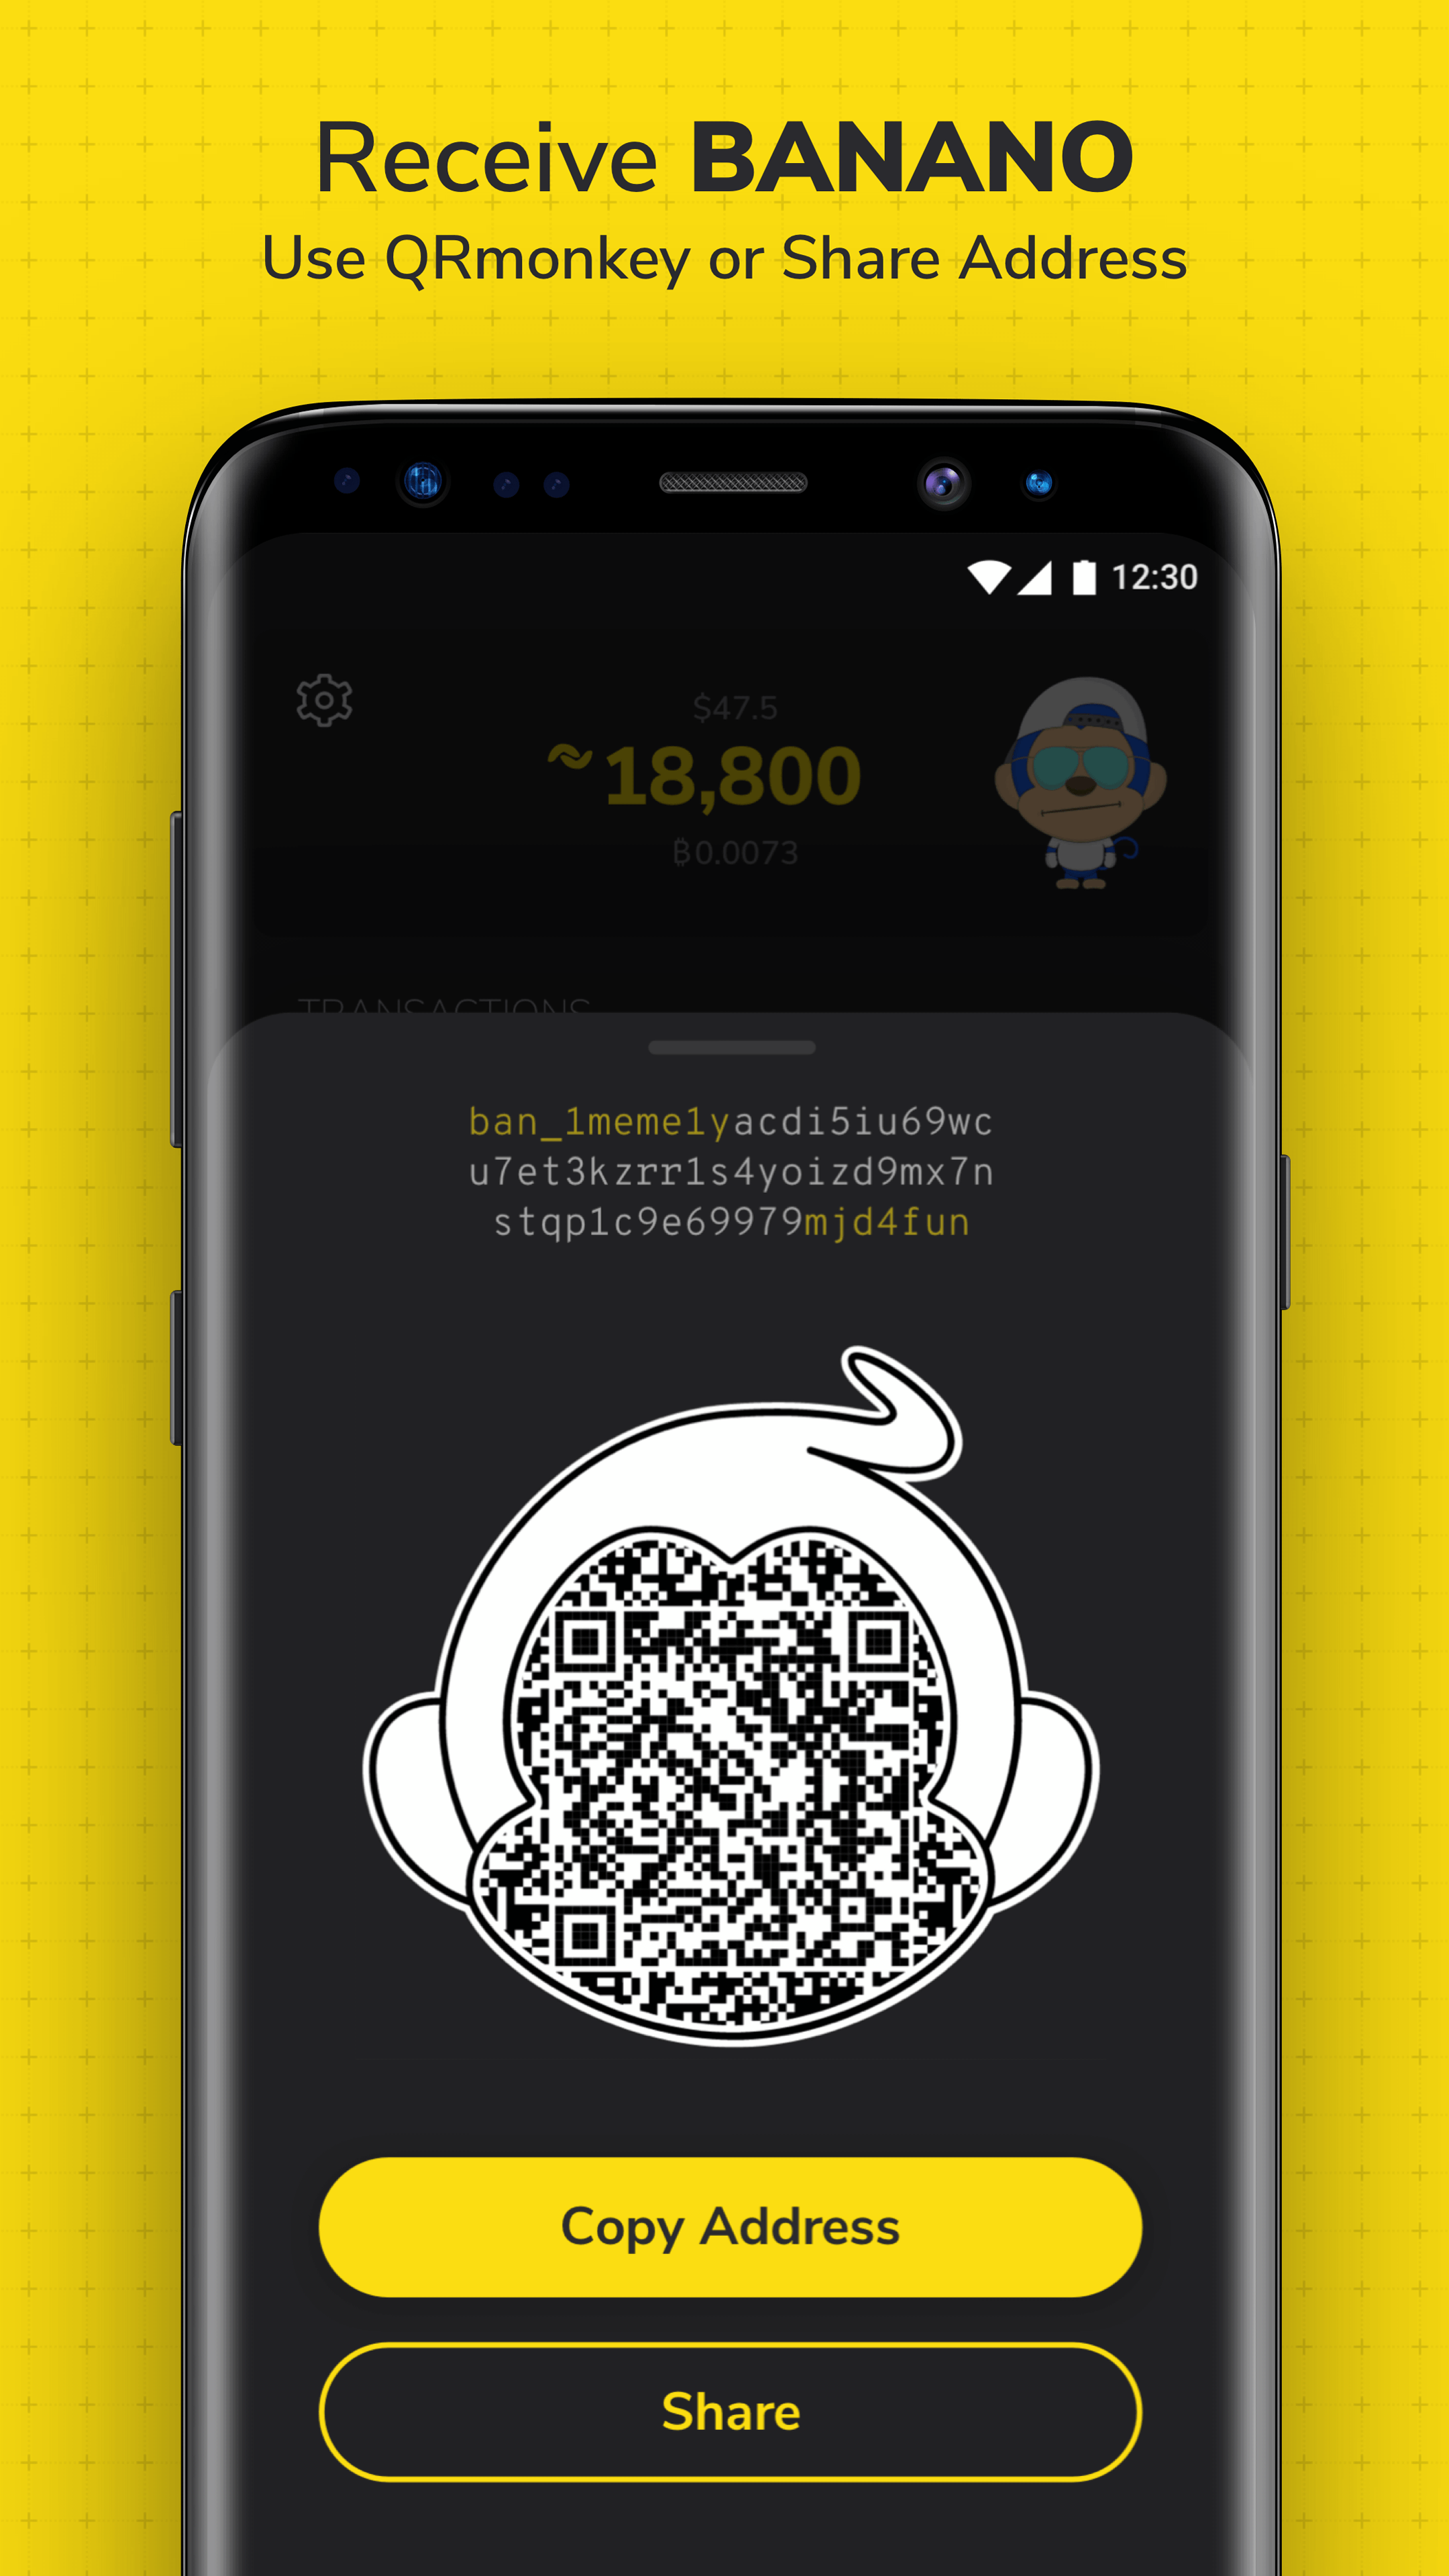 Receive BANANO
Use QRmonkey or Share Address
12:30
$47.5
18,800
₿0.0073
TRANSACTIONS
ban_1meme1yacdi5iu69wc
u7et3kzrr1s4yoizd9mx7n
stqp1c9e69979mjd4fun
Copy Address
Share